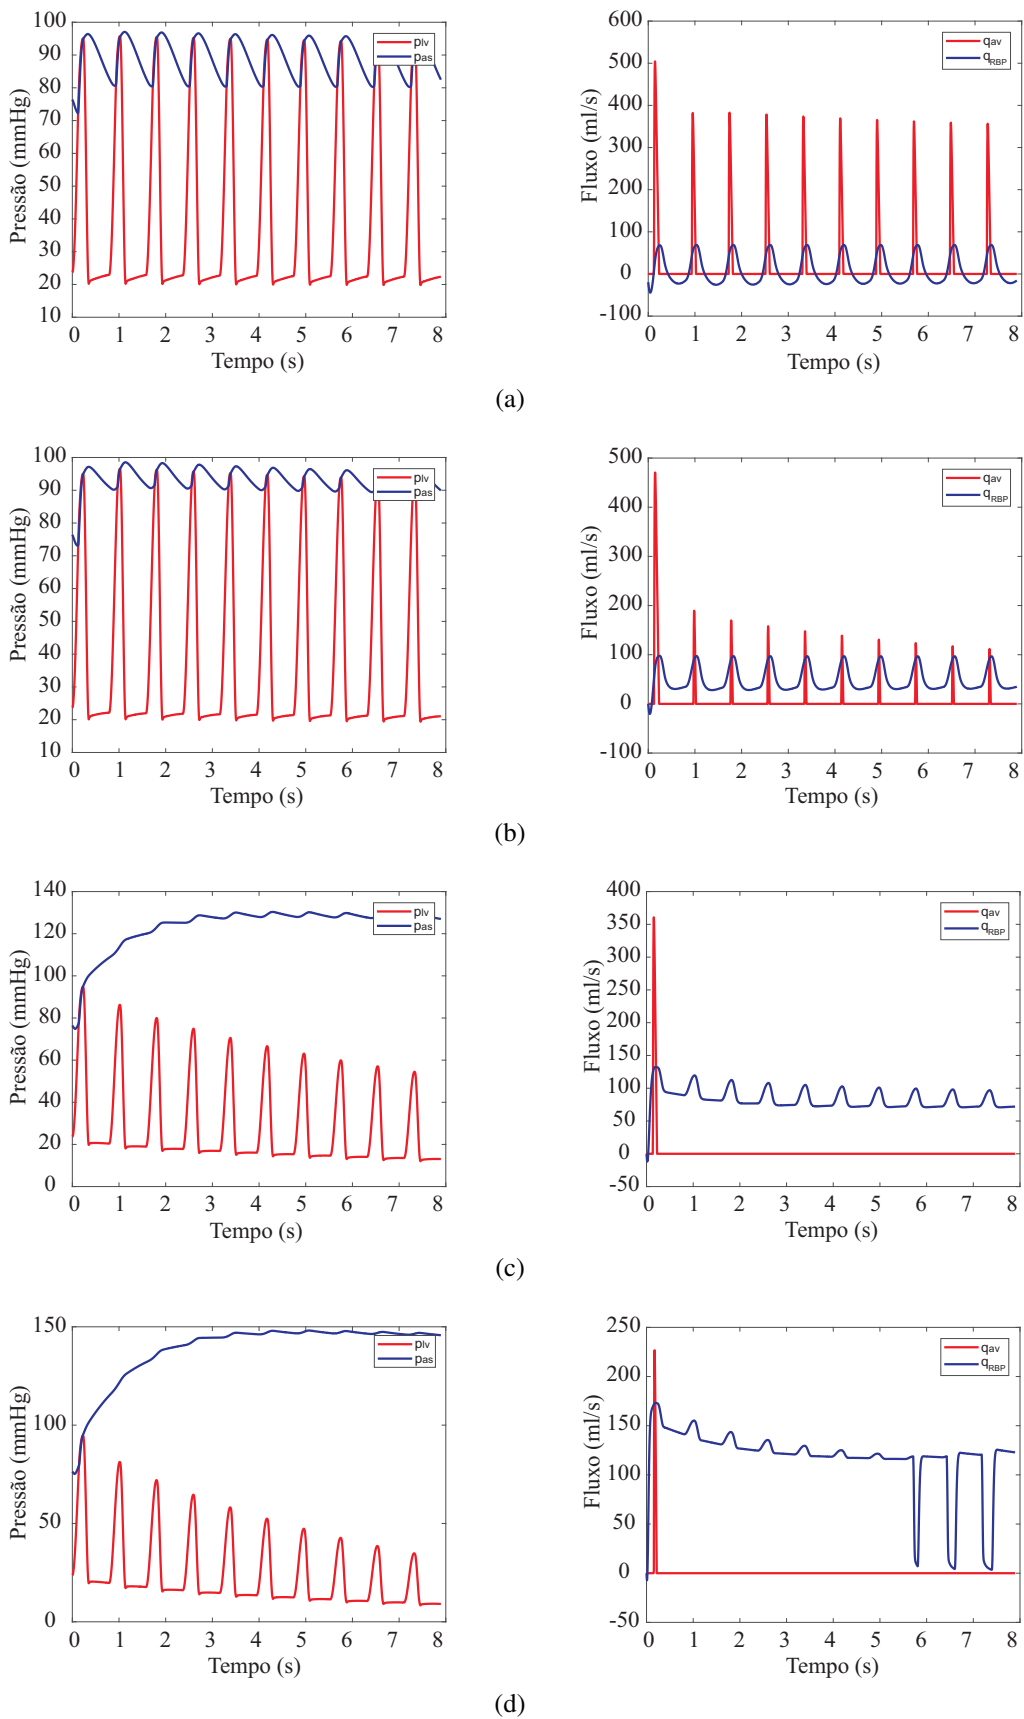 100
90
80
70
60
50
40
30
20
10
0 1 2 3 4 5 6 7 8
Pressão (mmHg)
Tempo (s)
plv
pas
600
500
400
300
200
100
0
-100
0 1 2 3 4 5 6 7 8
Fluxo (ml/s)
Tempo (s)
qav
qRBP
(a)
100
90
80
70
60
50
40
30
20
10
0 1 2 3 4 5 6 7 8
Pressão (mmHg)
Tempo (s)
plv
pas
500
400
300
200
100
0
-100
0 1 2 3 4 5 6 7 8
Fluxo (ml/s)
Tempo (s)
qav
qRBP
(b)
140
120
100
80
60
40
20
0
0 1 2 3 4 5 6 7 8
Pressão (mmHg)
Tempo (s)
plv
pas
400
350
300
250
200
150
100
50
0
-50
0 1 2 3 4 5 6 7 8
Fluxo (ml/s)
Tempo (s)
qav
qRBP
(c)
150
100
50
0
0 1 2 3 4 5 6 7 8
Pressão (mmHg)
Tempo (s)
plv
pas
250
200
150
100
50
0
-50
0 1 2 3 4 5 6 7 8
Fluxo (ml/s)
Tempo (s)
qav
qRBP
(d)